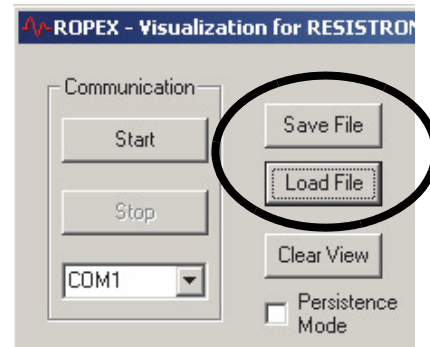 ROPEX - Visualization for RESISTRON
Communication
Start
Stop
COM1
Save File
Load File
Clear View
Persistence
Mode